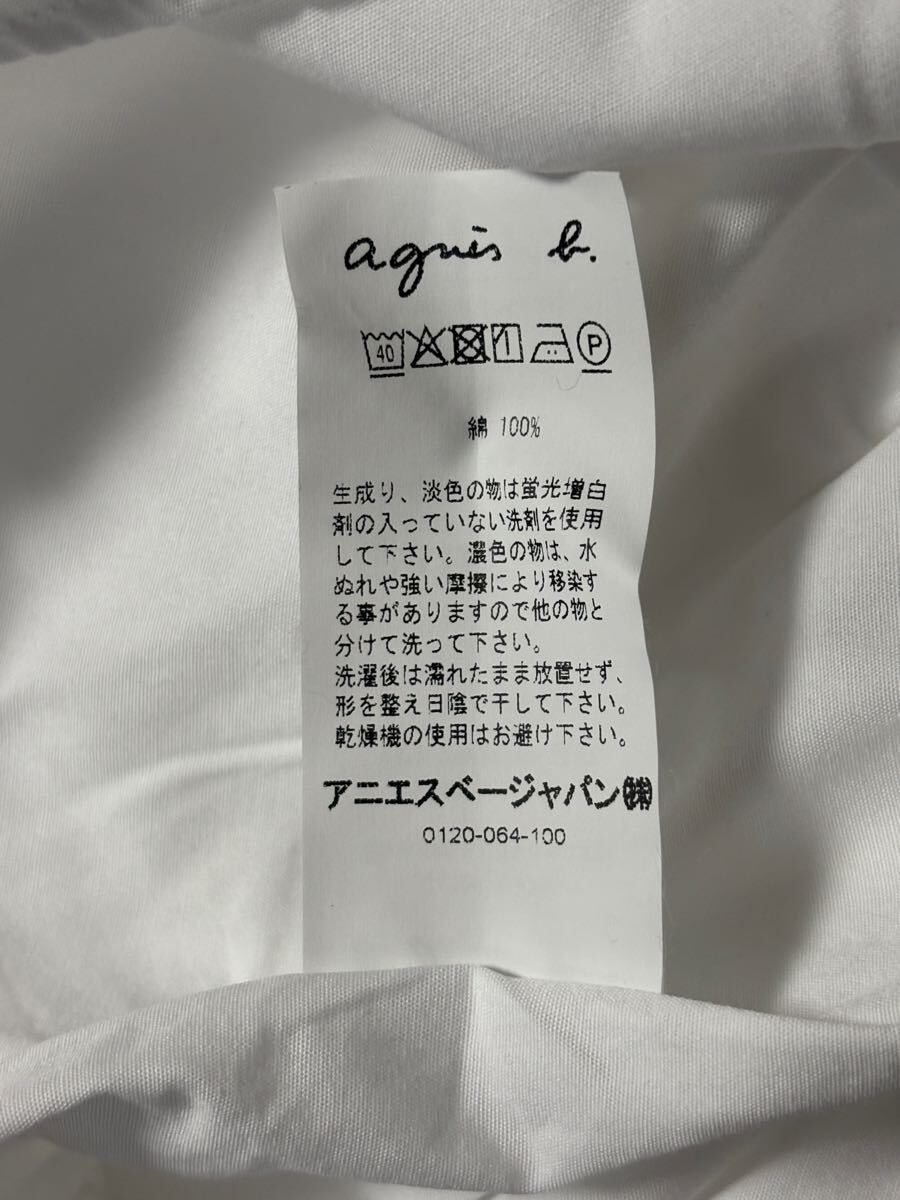 agnès b.
40 P
綿 100%
生成り、淡色の物は蛍光増白
剤の入っていない洗剤を使用
して下さい。濃色の物は、水
ぬれや強い摩擦により移染す
る事がありますので他の物と
分けて洗って下さい。
洗濯後は濡れたまま放置せず、
形を整え日陰で干して下さい。
乾燥機の使用はお避け下さい。
アニエスベージャパン㈱
0120-064-100